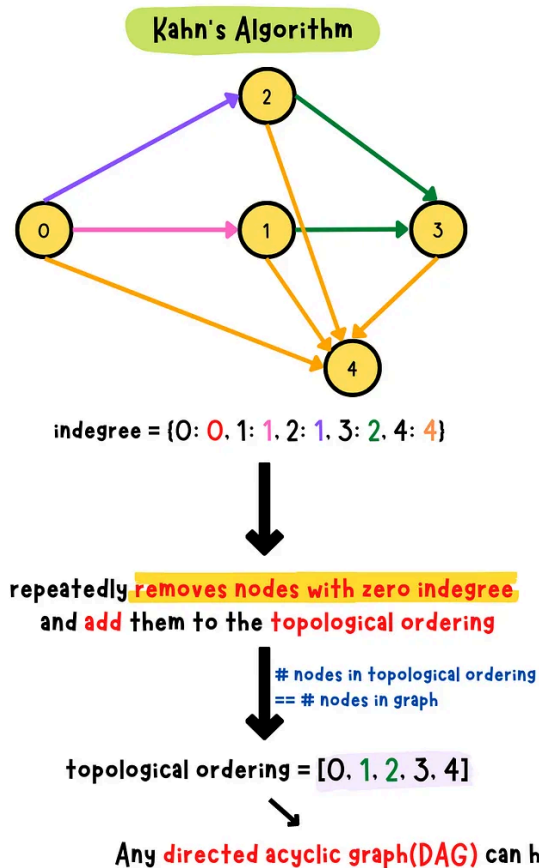 Kahn's Algorithm
2
0
1
3
4
indegree = {0: 0, 1: 1, 2: 1, 3: 2, 4: 4}
repeatedly removes nodes with zero indegree
and add them to the topological ordering
# nodes in topological ordering
== # nodes in graph
topological ordering = [0, 1, 2, 3, 4]
Any directed acyclic graph(DAG) can h